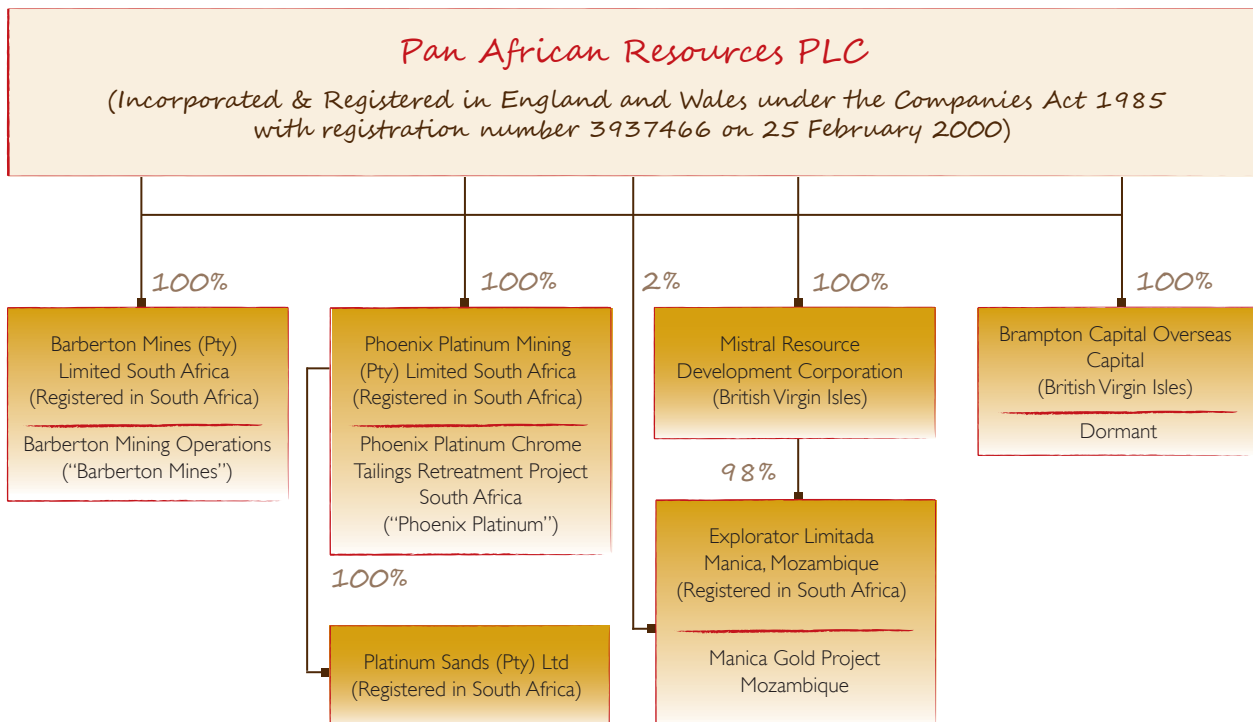 Pan African Resources PLC
(Incorporated & Registered in England and Wales under the Companies Act 1985
with registration number 3937466 on 25 February 2000)
100%
100%
2%
100%
100%
Barberton Mines (Pty)
Limited South Africa
(Registered in South Africa)
Barberton Mining Operations
(“Barberton Mines”)
Phoenix Platinum Mining
(Pty) Limited South Africa
(Registered in South Africa)
Phoenix Platinum Chrome
Tailings Retreatment Project
South Africa
(“Phoenix Platinum”)
Mistral Resource
Development Corporation
(British Virgin Isles)
Brampton Capital Overseas
Capital
(British Virgin Isles)
Dormant
98%
100%
Explorator Limitada
Manica, Mozambique
(Registered in South Africa)
Manica Gold Project
Mozambique
Platinum Sands (Pty) Ltd
(Registered in South Africa)